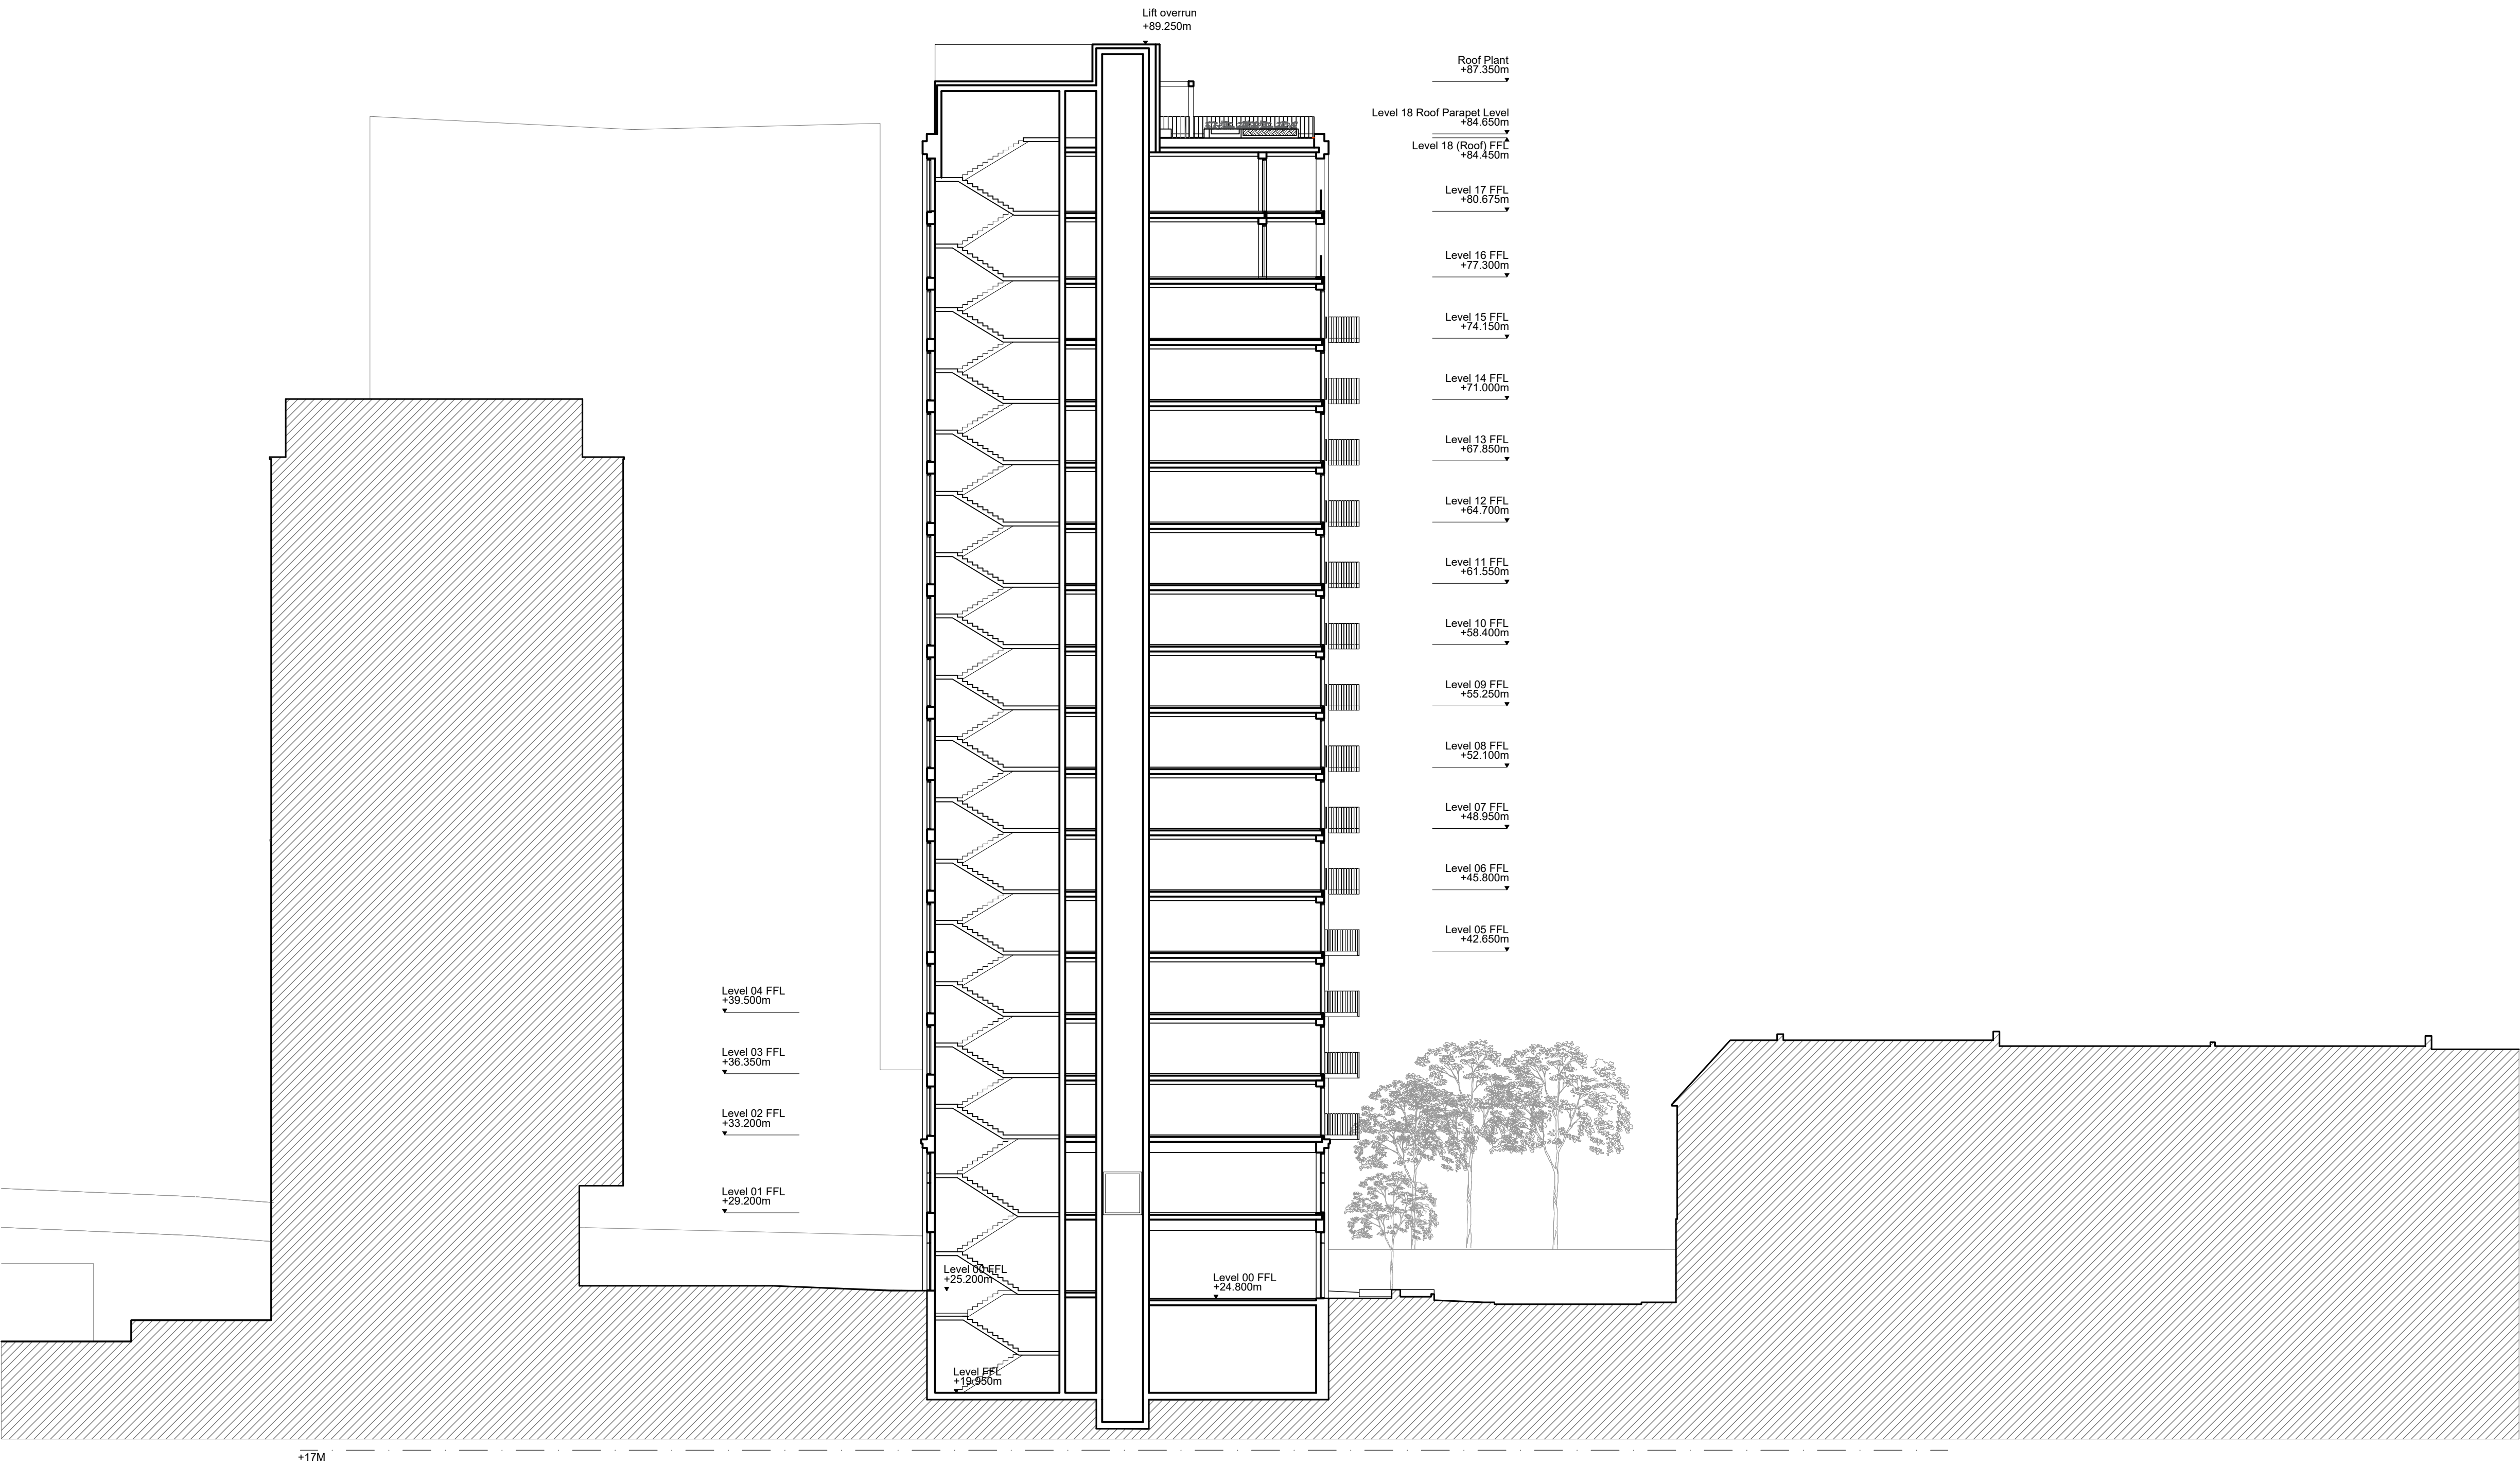 Lift overrun
+89.250m
Roof Plant
+87.350m
Level 18 Roof Parapet Level
+84.650m
Level 18 (Roof) FFL
+84.450m
Level 17 FFL
+80.675m
Level 16 FFL
+77.300m
Level 15 FFL
+74.150m
Level 14 FFL
+71.000m
Level 13 FFL
+67.850m
Level 12 FFL
+64.700m
Level 11 FFL
+61.550m
Level 10 FFL
+58.400m
Level 09 FFL
+55.250m
Level 08 FFL
+52.100m
Level 07 FFL
+48.950m
Level 06 FFL
+45.800m
Level 05 FFL
+42.650m
Level 04 FFL
+39.500m
Level 03 FFL
+36.350m
Level 02 FFL
+33.200m
Level 01 FFL
+29.200m
Level 00 FFL
+25.200m
Level 00 FFL
+24.800m
Level FFL
+19.950m
+17M